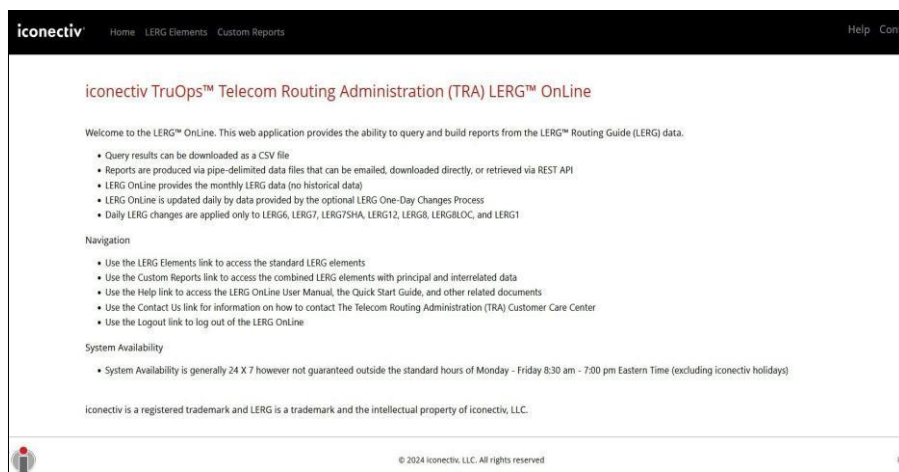 iconectiv Home LERG Elements Custom Reports Help Con
iconectiv TruOps™ Telecom Routing Administration (TRA) LERG™ OnLine
Welcome to the LERG™ OnLine. This web application provides the ability to query and build reports from the LERG™ Routing Guide (LERG) data.
• Query results can be downloaded as a CSV file
• Reports are produced via pipe-delimited data files that can be emailed, downloaded directly, or retrieved via REST API
• LERG OnLine provides the monthly LERG data (no historical data)
• LERG OnLine is updated daily by data provided by the optional LERG One-Day Changes Process
• Daily LERG changes are applied only to LERG6, LERG7, LERG7SHA, LERG12, LERG8, LERG8LOC, and LERG1
Navigation
• Use the LERG Elements link to access the standard LERG elements
• Use the Custom Reports link to access the combined LERG elements with principal and interrelated data
• Use the Help link to access the LERG OnLine User Manual, the Quick Start Guide, and other related documents
• Use the Contact Us link for information on how to contact The Telecom Routing Administration (TRA) Customer Care Center
• Use the Logout link to log out of the LERG OnLine
System Availability
• System Availability is generally 24 X 7 however not guaranteed outside the standard hours of Monday - Friday 8:30 am - 7:00 pm Eastern Time (excluding iconectiv holidays)
iconectiv is a registered trademark and LERG is a trademark and the intellectual property of iconectiv, LLC.
© 2024 iconectiv, LLC. All rights reserved